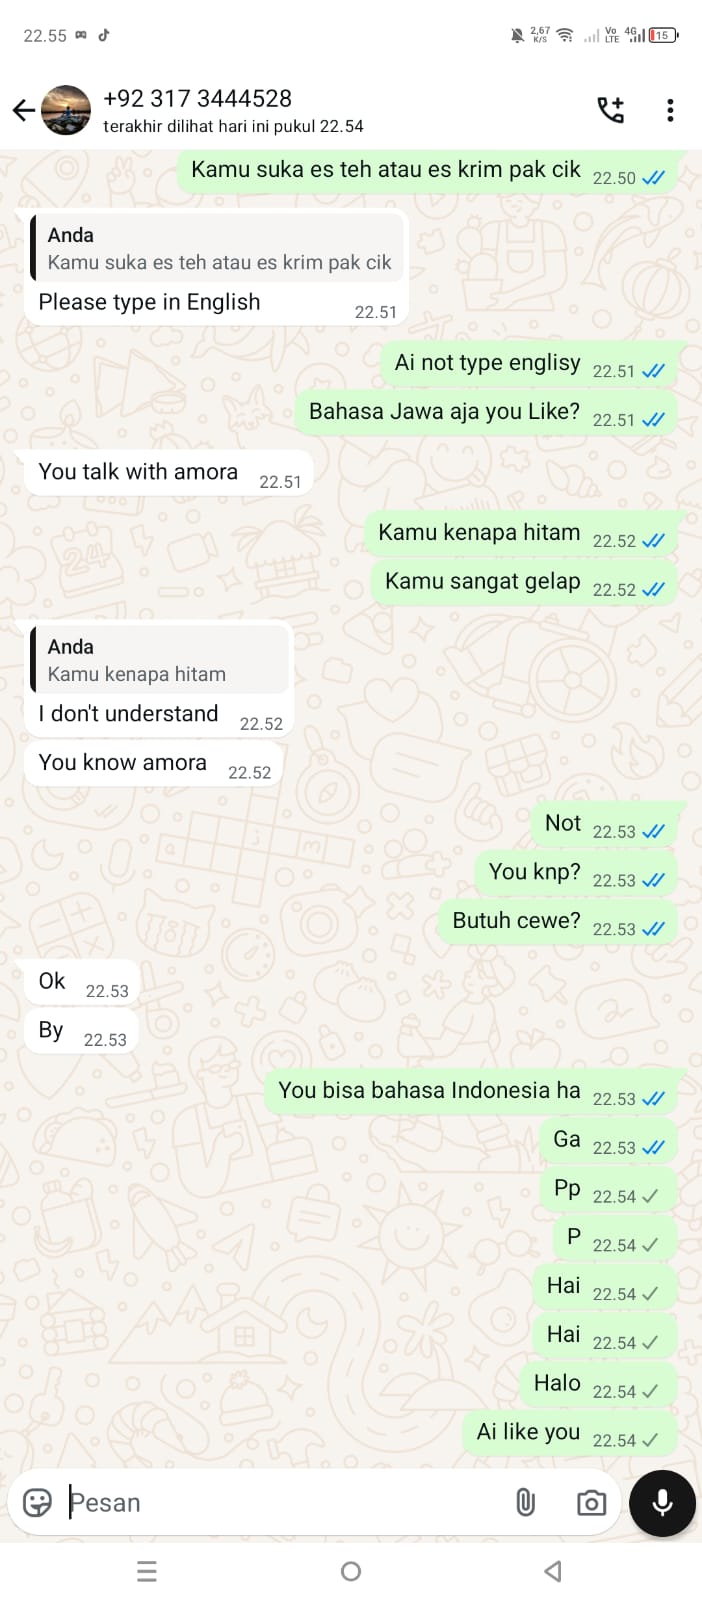 22.55
2,67
K/S
Vo
LTE
4G
15
+92 317 3444528
terakhir dilihat hari ini pukul 22.54
Kamu suka es teh atau es krim pak cik 22.50
Anda
Kamu suka es teh atau es krim pak cik
Please type in English 22.51
Ai not type englisy 22.51
Bahasa Jawa aja you Like? 22.51
You talk with amora 22.51
Kamu kenapa hitam 22.52
Kamu sangat gelap 22.52
Anda
Kamu kenapa hitam
I don't understand 22.52
You know amora 22.52
Not 22.53
You knp? 22.53
Butuh cewe? 22.53
Ok 22.53
By 22.53
You bisa bahasa Indonesia ha 22.53
Ga 22.53
Pp 22.54
P 22.54
Hai 22.54
Hai 22.54
Halo 22.54
Ai like you 22.54
Pesan